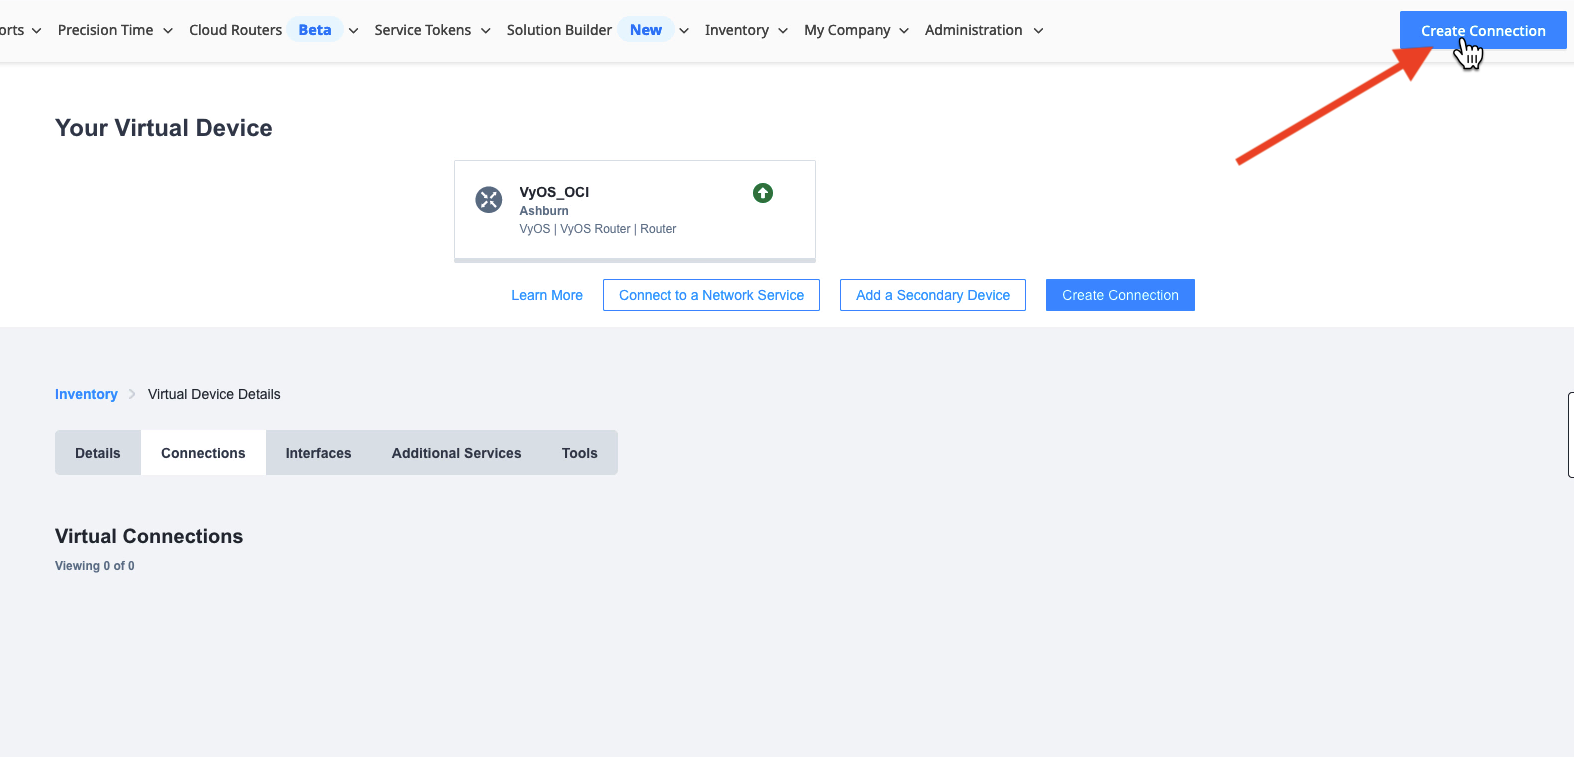 orts Precision Time Cloud Routers Beta Service Tokens Solution Builder New Inventory My Company Administration Create Connection
Your Virtual Device
VyOS_OCI
Ashburn
VyOS | VyOS Router | Router
Learn More Connect to a Network Service Add a Secondary Device Create Connection
Inventory Virtual Device Details
Details Connections Interfaces Additional Services Tools
Virtual Connections
Viewing 0 of 0